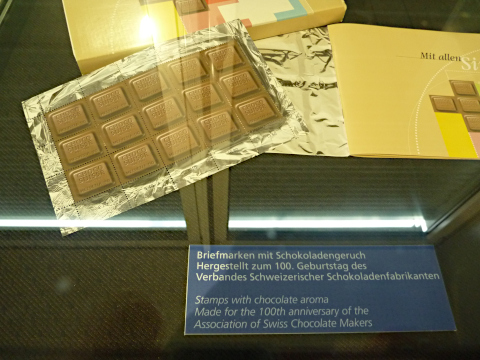 Mit allen
Si
Briefmarken mit Schokoladengeruch
Hergestellt zum 100. Geburtstag des
Verbandes Schweizerischer Schokoladenfabrikanten
Stamps with chocolate aroma
Made for the 100th anniversary of the
Association of Swiss Chocolate Makers